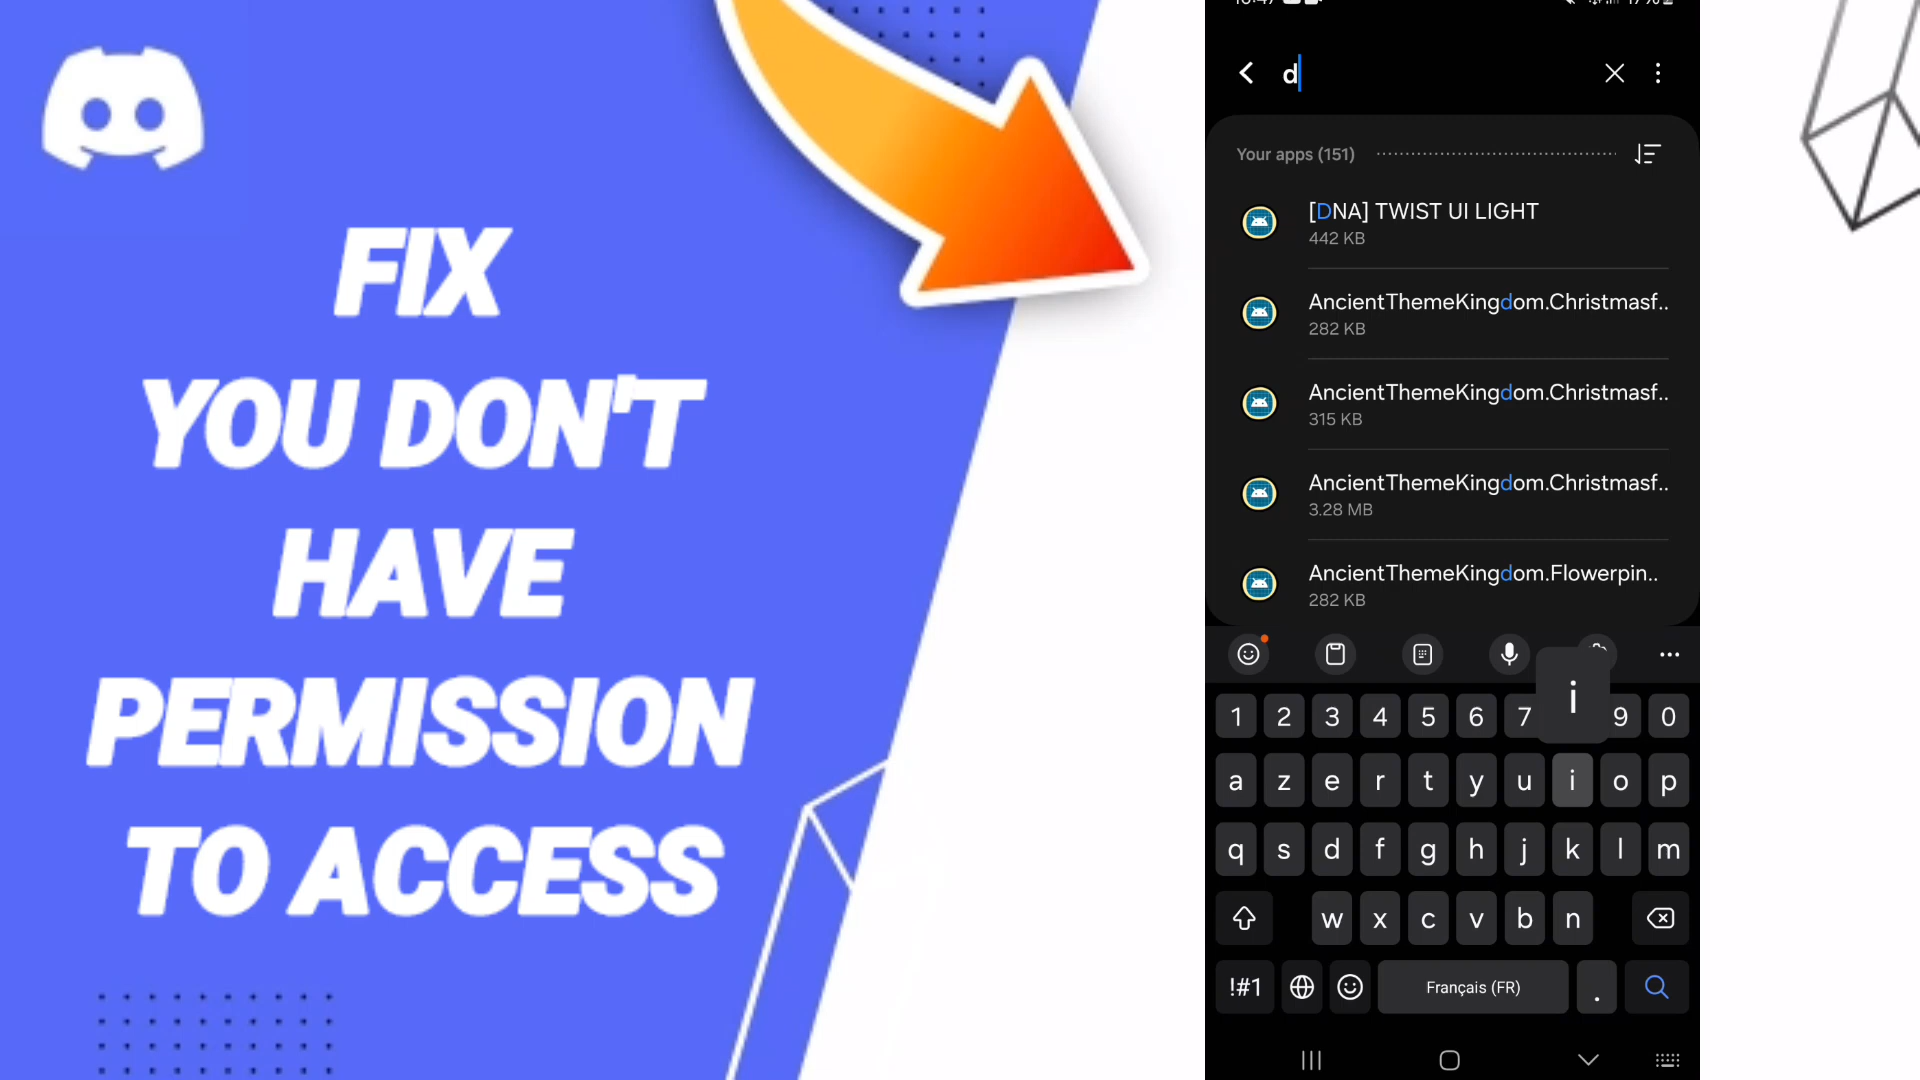 FIX
YOU DON'T
HAVE
PERMISSION
TO ACCESS
d
Your apps (151)
[DNA] TWIST UI LIGHT
442 KB
AncientThemeKingdom.Christmasf..
282 KB
AncientThemeKingdom.Christmasf..
315 KB
AncientThemeKingdom.Christmasf..
3.28 MB
AncientThemeKingdom.Flowerpin..
282 KB
i
1 2 3 4 5 6 7 9 0
a z e r t y u i o p
q s d f g h j k l m
w x c v b n
!#1 Français (FR) .